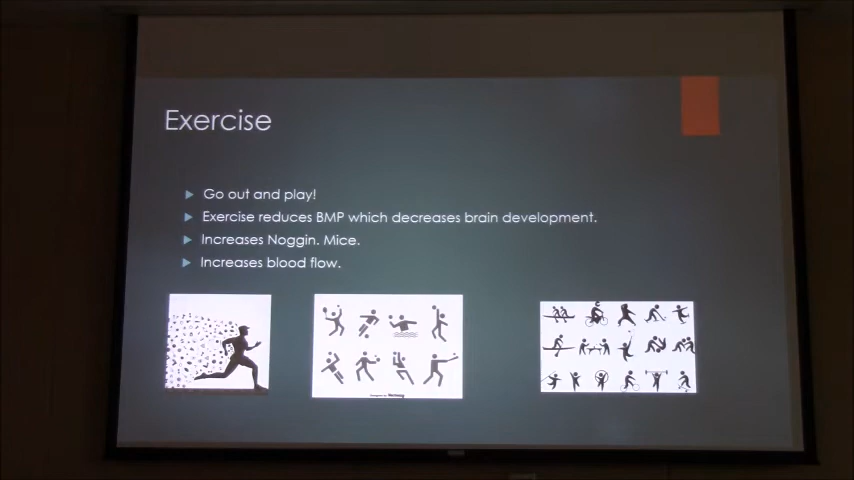 Exercise
Go out and play!
Exercise reduces BMP which decreases brain development.
Increases Noggin. Mice.
Increases blood flow.